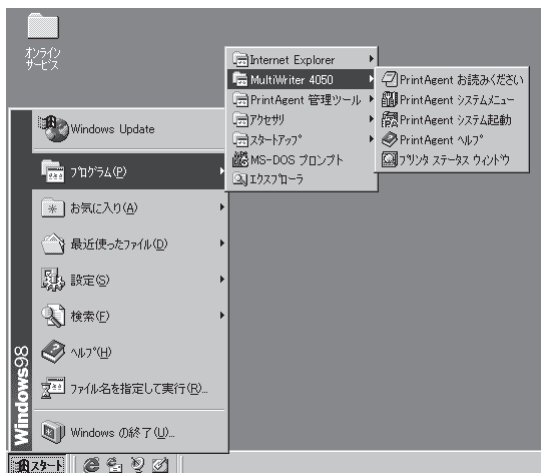 オンライン
サービス
Internet Explorer
MultiWriter 4050
PrintAgent 管理ツール
アクセサリ
スタートアップ
MS-DOS プロンプト
エクスプローラ
PrintAgent お読みください
PrintAgent システムメニュー
PrintAgent システム起動
PrintAgent ヘルプ
プリンタ ステータス ウィンドウ
Windows Update
プログラム(P)
お気に入り(A)
最近使ったファイル(D)
設定(S)
検索(F)
ヘルプ(H)
ファイル名を指定して実行(R)...
Windows の終了(U)...
Windows98
スタート